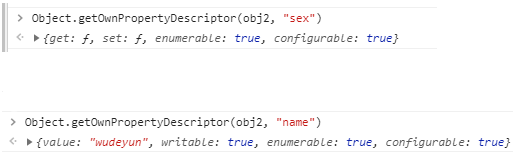 > Object.getOwnPropertyDescriptor(obj2, "sex")
{get: ƒ, set: ƒ, enumerable: true, configurable: true}
> Object.getOwnPropertyDescriptor(obj2, "name")
{value: "wudeyun", writable: true, enumerable: true, configurable: true}